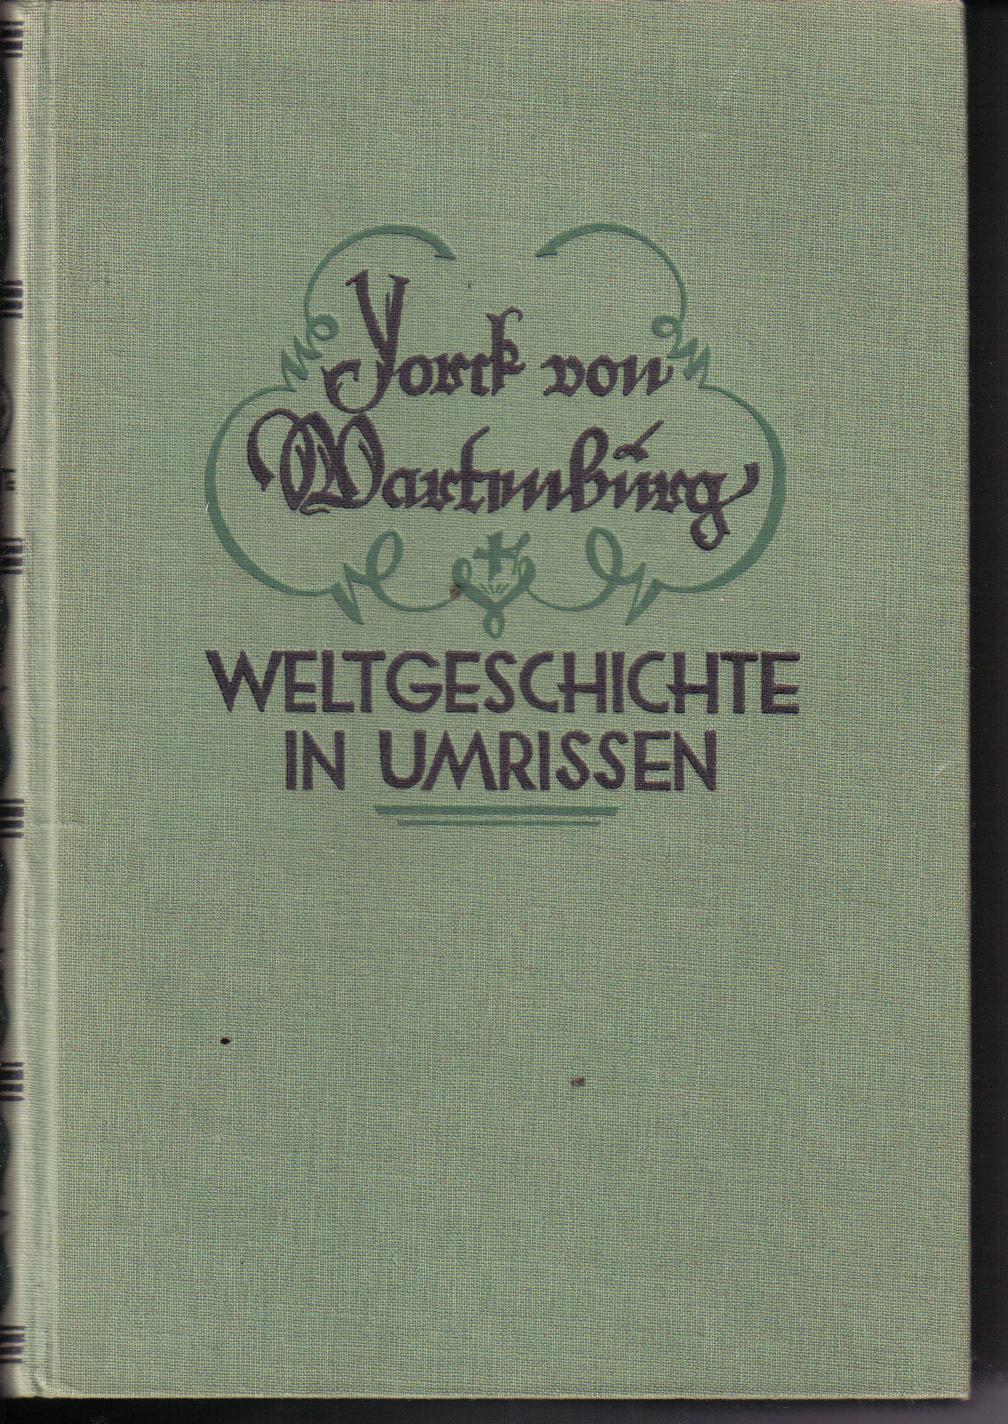 Yorck von
Wartenburg
WELTGESCHICHTE
IN UMRISSEN